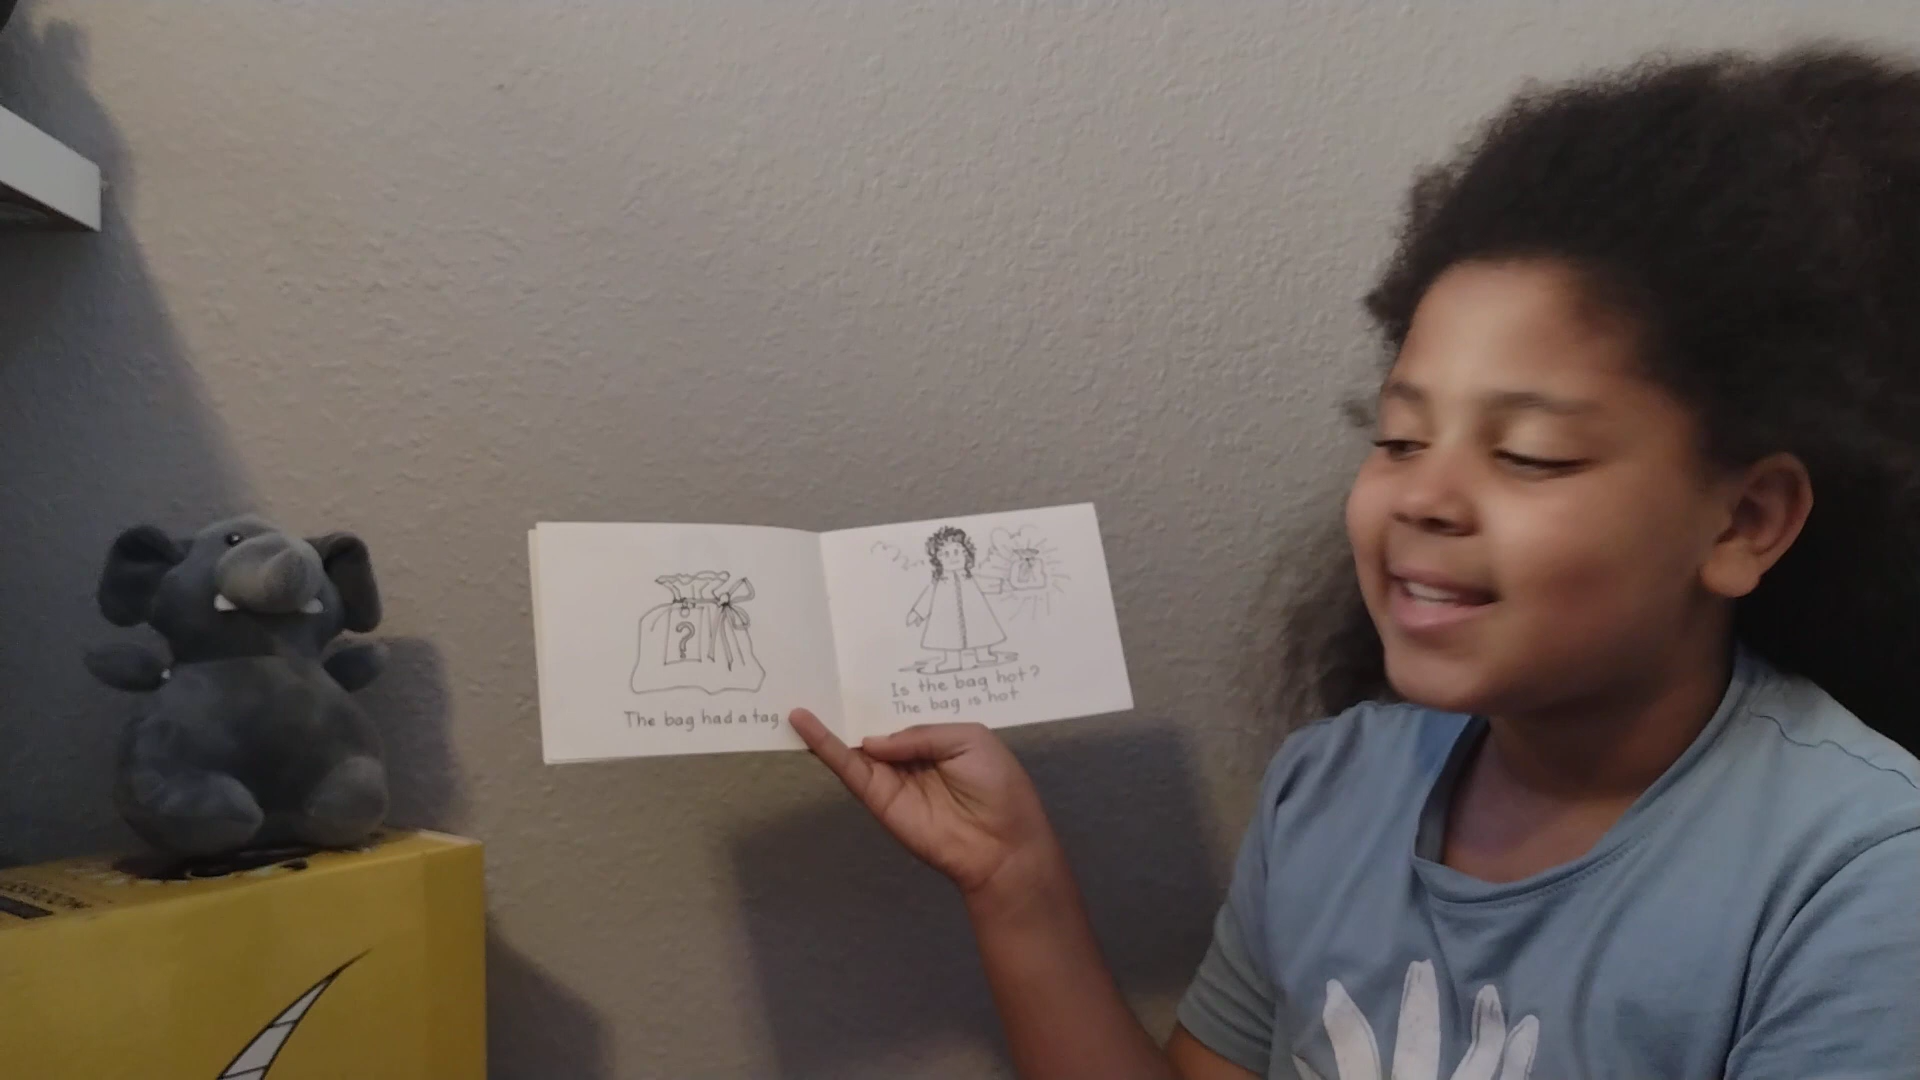 ?
The bag had a tag.
Is the bag hot?
The bag is hot